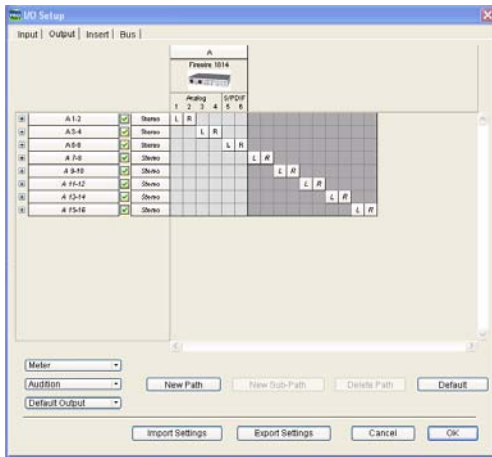 I/O Setup
Input Output Insert Bus
A
Firewire 1814
Analog S/PDIF
1 2 3 4 5 6
A 1-2 Stereo L R
A 3-4 Stereo L R
A 5-6 Stereo L R
A 7-8 Stereo L R
A 9-10 Stereo L R
A 11-12 Stereo L R
A 13-14 Stereo L R
A 15-16 Stereo L R
Meter
Audition New Path New Sub-Path Delete Path Default
Default Output
Import Settings Export Settings Cancel OK